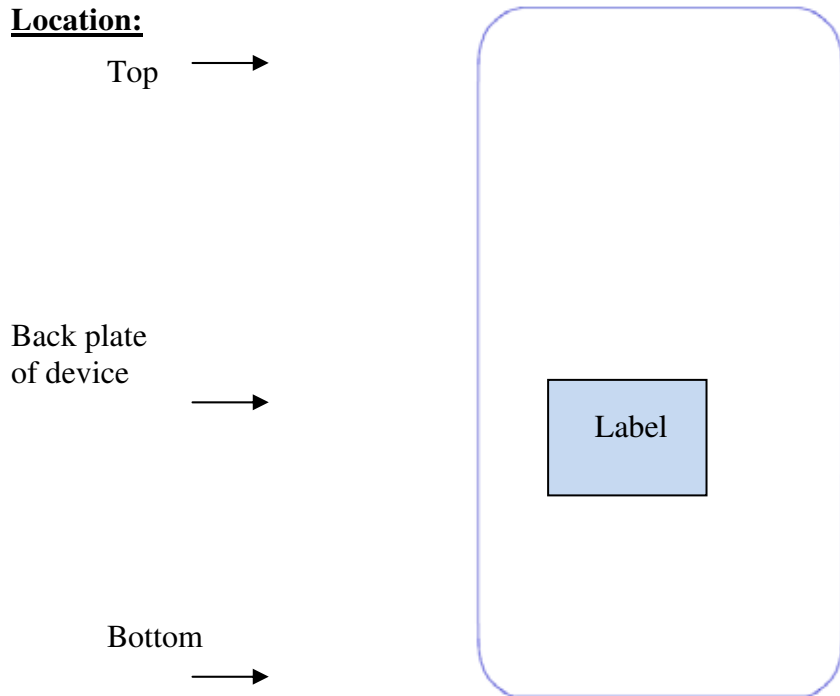 Location:
Top
Back plate
of device
Label
Bottom